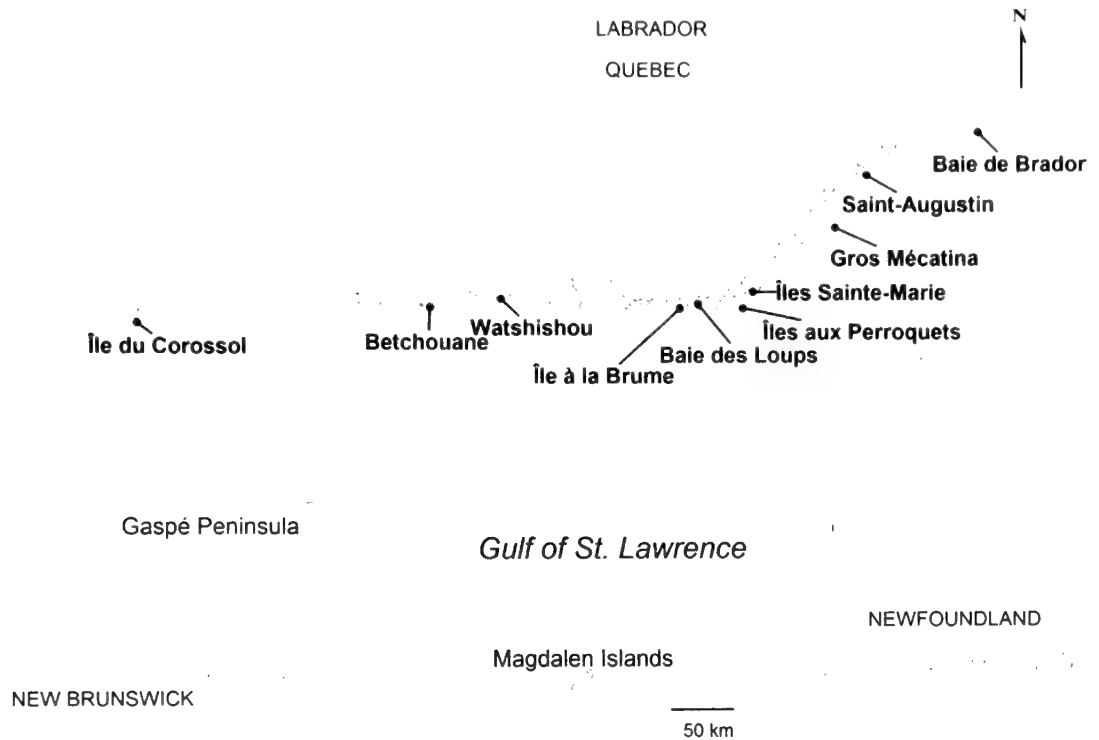 LABRADOR
N
QUEBEC
Baie de Brador
Saint-Augustin
Gros Mécatina
Îles Sainte-Marie
Watshishou
Îles aux Perroquets
Betchouane
Île du Corossol
Baie des Loups
Île à la Brume
Gaspé Peninsula
Gulf of St. Lawrence
NEWFOUNDLAND
Magdalen Islands
NEW BRUNSWICK
50 km